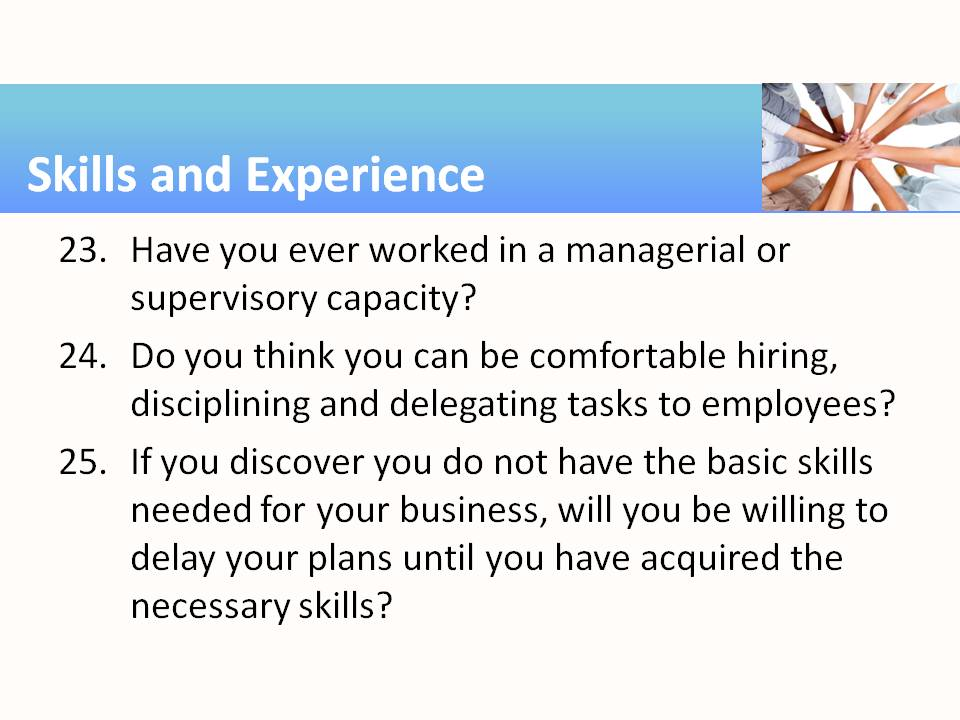 Skills and Experience
23. Have you ever worked in a managerial or
supervisory capacity?
24. Do you think you can be comfortable hiring,
disciplining and delegating tasks to employees?
25. If you discover you do not have the basic skills
needed for your business, will you be willing to
delay your plans until you have acquired the
necessary skills?